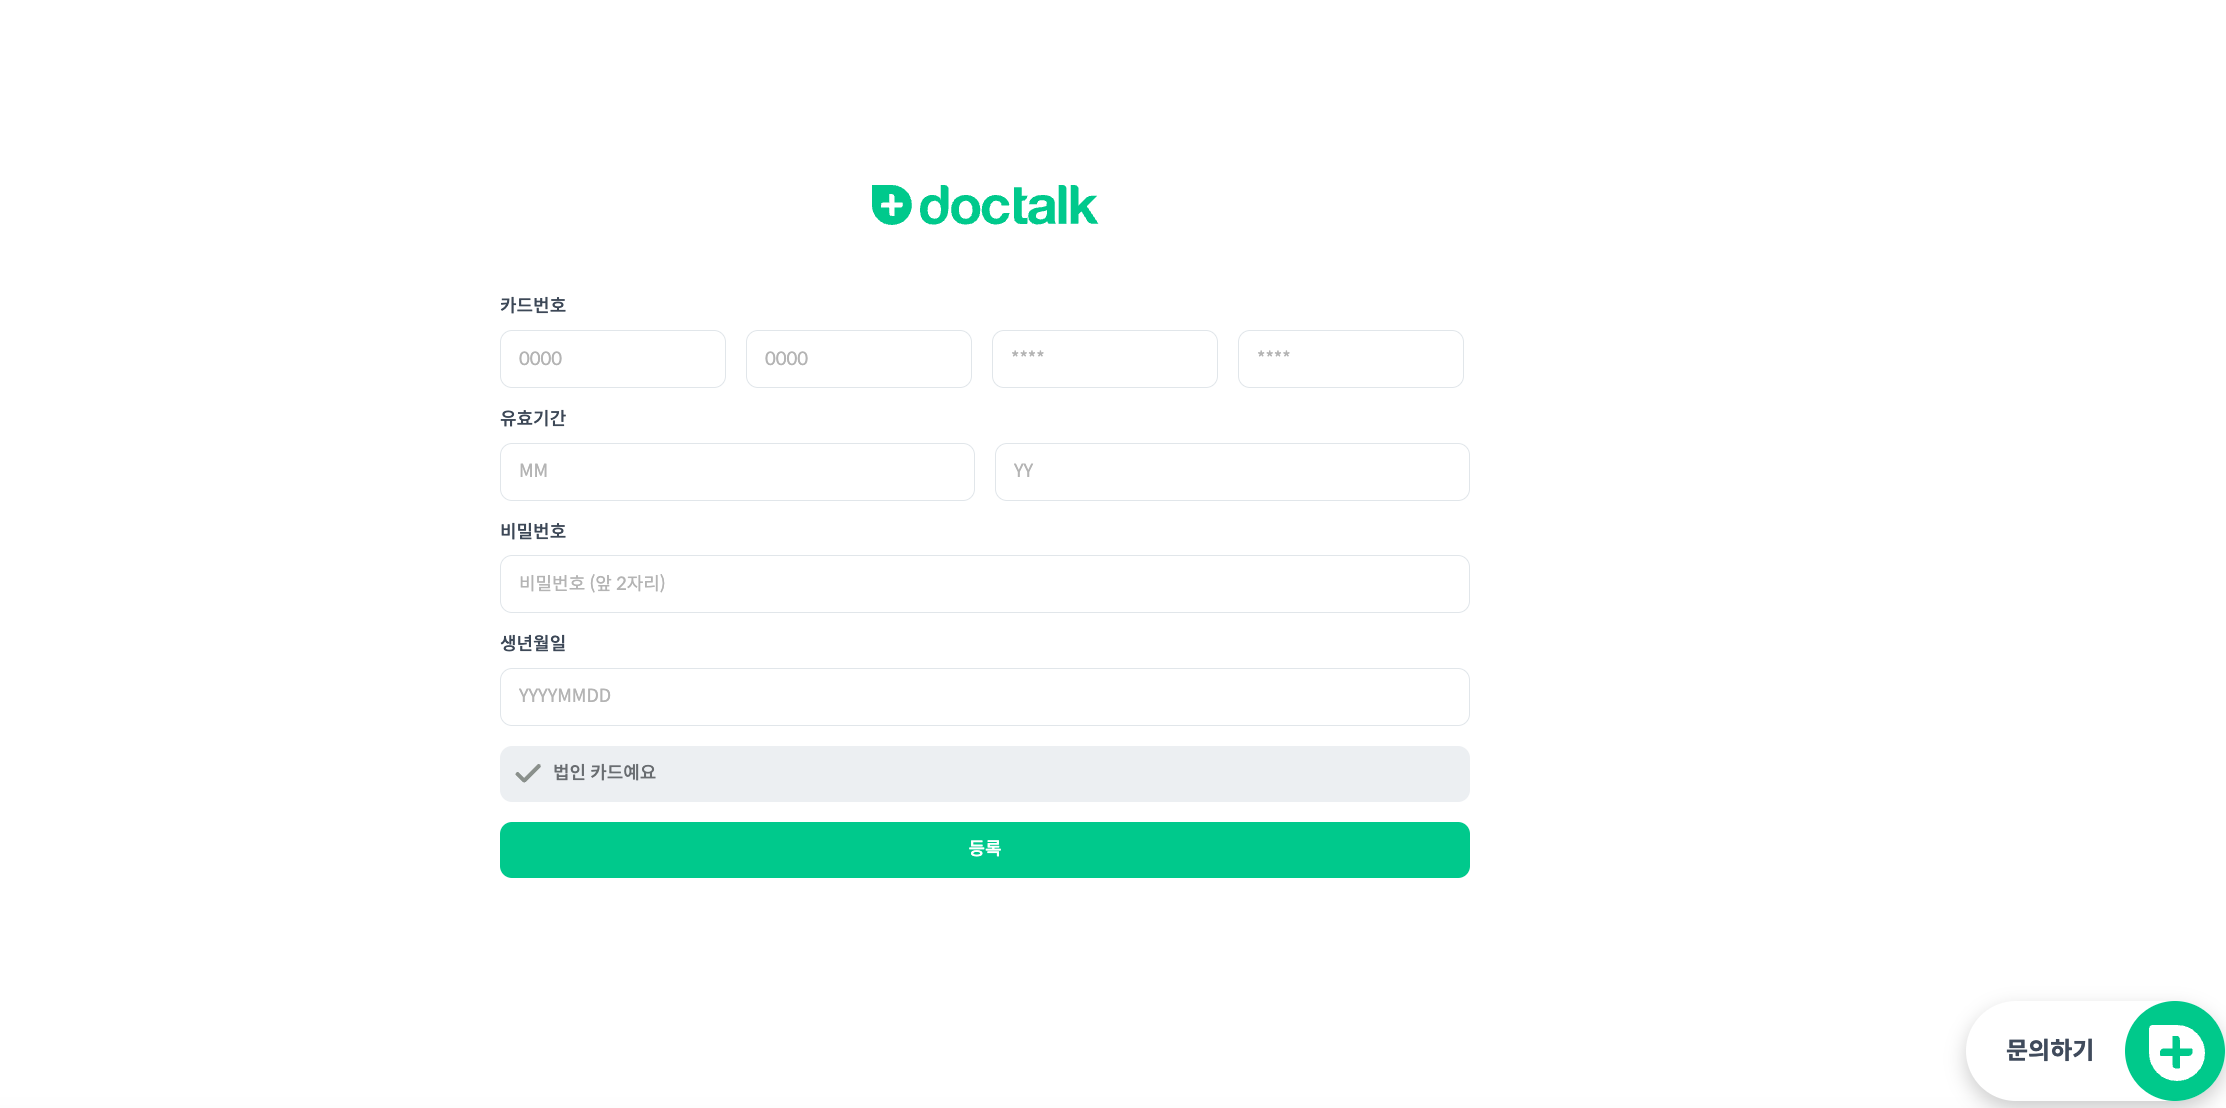 doctalk
카드번호
0000 0000 **** ****
유효기간
MM YY
비밀번호
비밀번호 (앞 2자리)
생년월일
YYYYMMDD
법인 카드예요
등록
문의하기